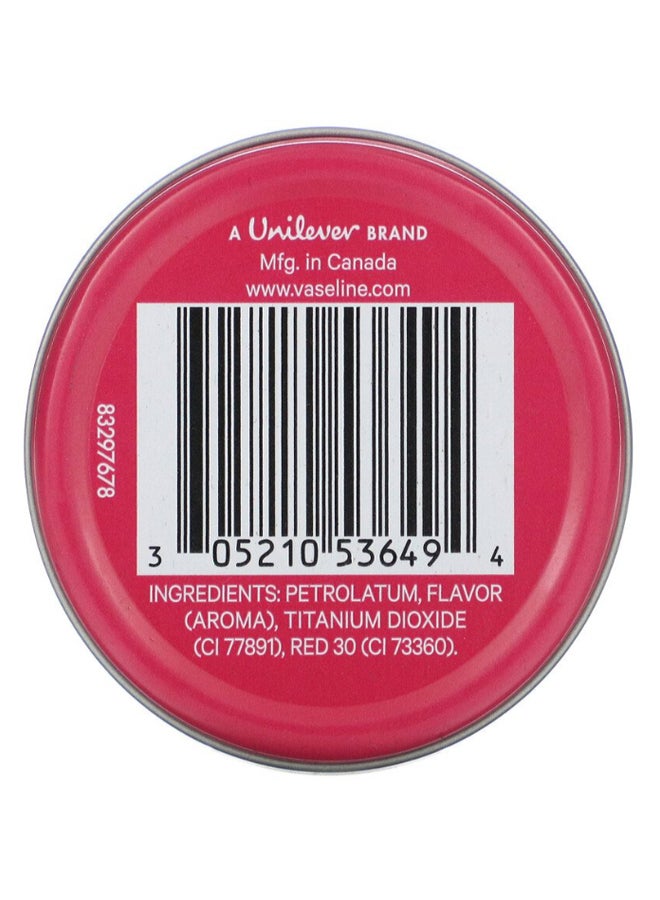 A Unilever BRAND
Mfg. in Canada
www.vaseline.com
83297678
3 05210 53649 4
INGREDIENTS: PETROLATUM, FLAVOR
(AROMA), TITANIUM DIOXIDE
(CI 77891), RED 30 (CI 73360).